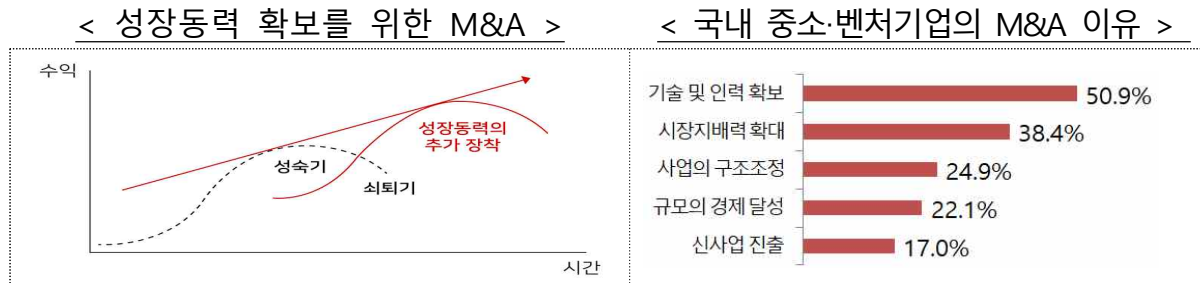 < 성장동력 확보를 위한 M&A >
수익
성장동력의
추가 장착
성숙기
쇠퇴기
시간
< 국내 중소·벤처기업의 M&A 이유 >
기술 및 인력 확보 50.9%
시장지배력 확대 38.4%
사업의 구조조정 24.9%
규모의 경제 달성 22.1%
신사업 진출 17.0%